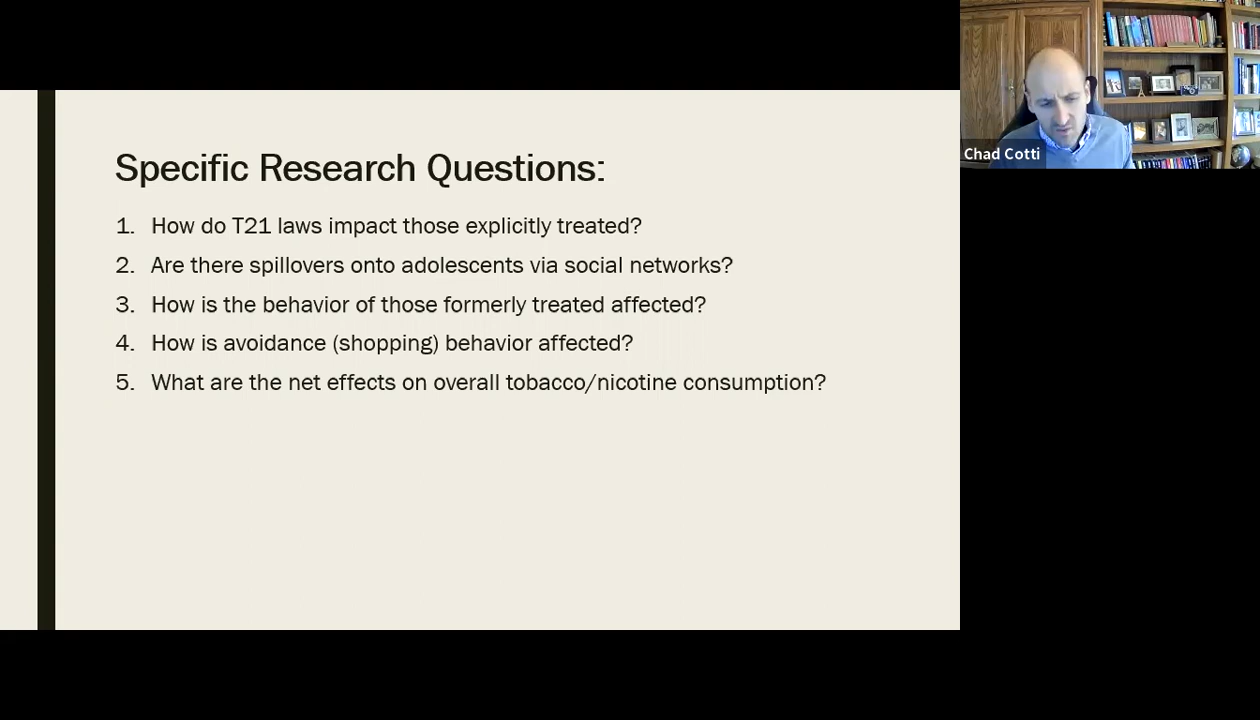 Specific Research Questions:
1. How do T21 laws impact those explicitly treated?
2. Are there spillovers onto adolescents via social networks?
3. How is the behavior of those formerly treated affected?
4. How is avoidance (shopping) behavior affected?
5. What are the net effects on overall tobacco/nicotine consumption?
Chad Cotti